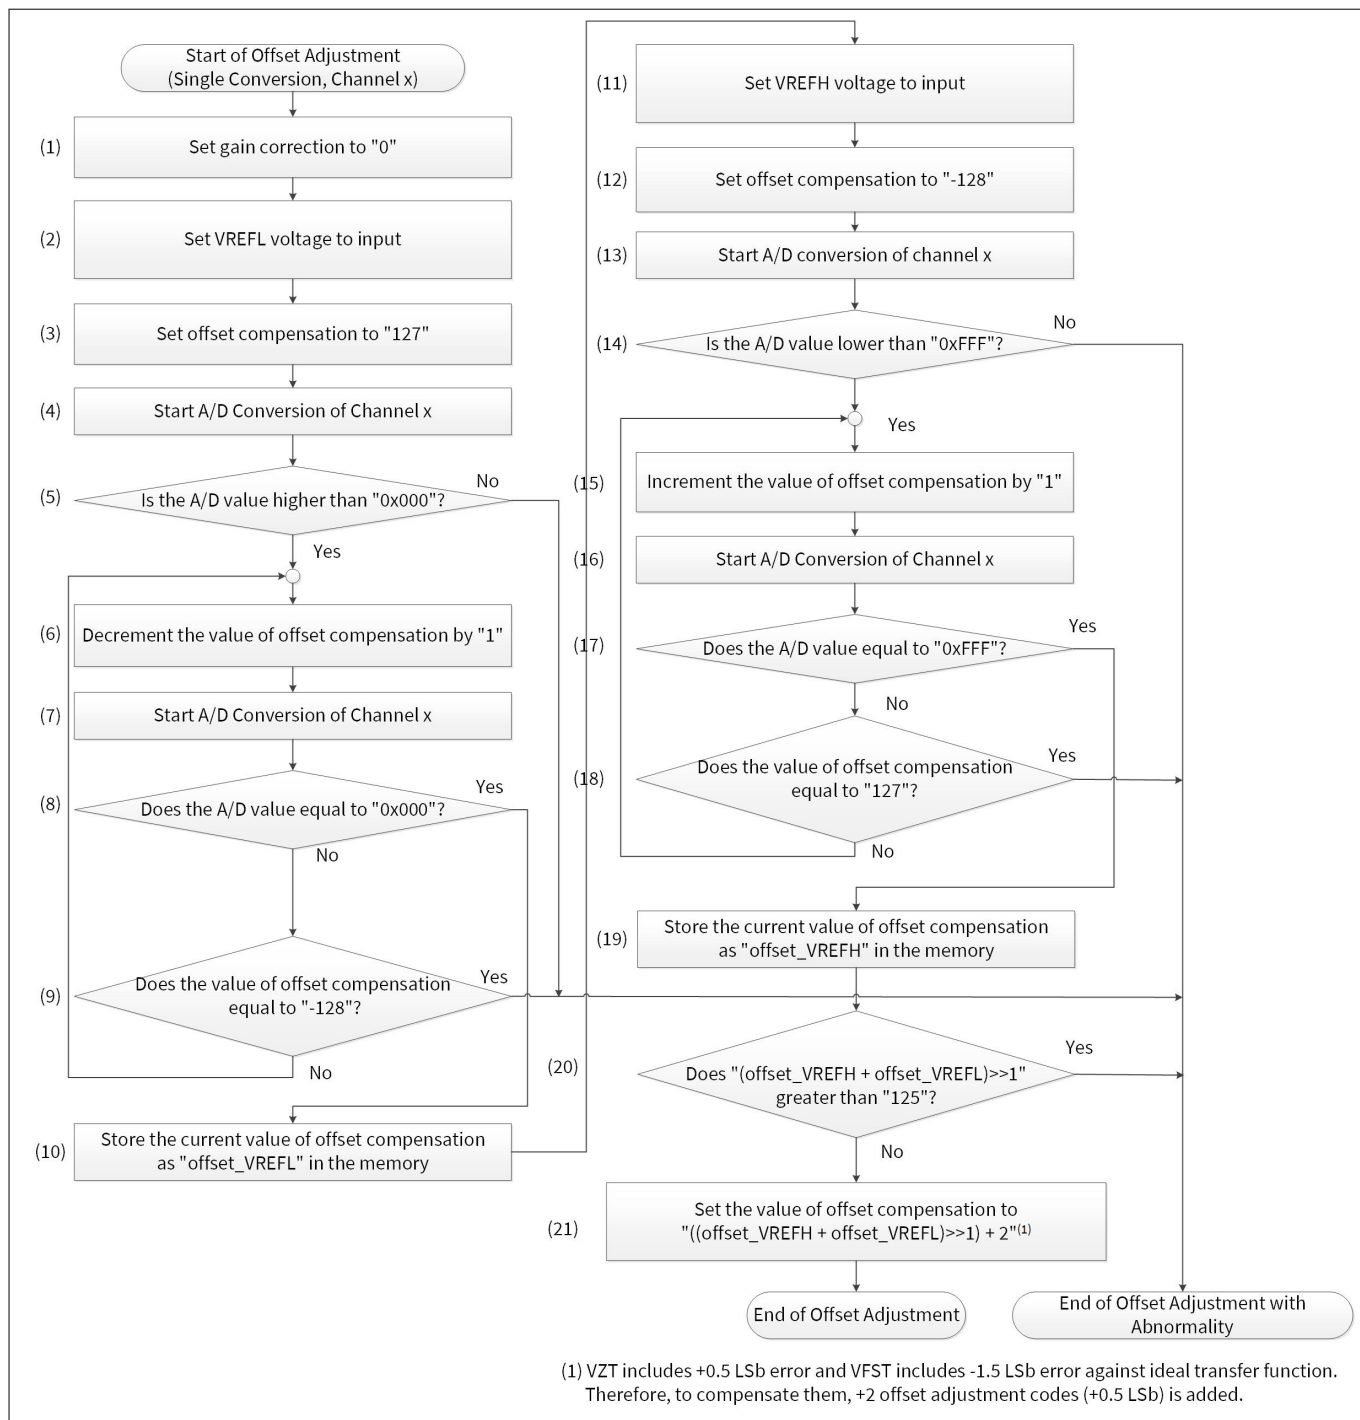 Start of Offset Adjustment
(Single Conversion, Channel x)
(1)
Set gain correction to "0"
(2)
Set VREFL voltage to input
(3)
Set offset compensation to "127"
(4)
Start A/D Conversion of Channel x
(5)
Is the A/D value higher than "0x000"?
No
Yes
(6)
Decrement the value of offset compensation by "1"
(7)
Start A/D Conversion of Channel x
(8)
Does the A/D value equal to "0x000"?
Yes
No
(9)
Does the value of offset compensation
equal to "-128"?
Yes
No
(10)
Store the current value of offset compensation
as "offset_VREFL" in the memory
(11)
Set VREFH voltage to input
(12)
Set offset compensation to "-128"
(13)
Start A/D conversion of channel x
(14)
Is the A/D value lower than "0xFFF"?
No
Yes
(15)
Increment the value of offset compensation by "1"
(16)
Start A/D Conversion of Channel x
(17)
Does the A/D value equal to "0xFFF"?
Yes
No
(18)
Does the value of offset compensation
equal to "127"?
Yes
No
(19)
Store the current value of offset compensation
as "offset_VREFH" in the memory
(20)
Does "(offset_VREFH + offset_VREFL)>>1"
greater than "125"?
Yes
No
(21)
Set the value of offset compensation to
"((offset_VREFH + offset_VREFL)>>1) + 2"(1)
End of Offset Adjustment
End of Offset Adjustment with
Abnormality
(1) VZT includes +0.5 LSb error and VFST includes -1.5 LSb error against ideal transfer function.
Therefore, to compensate them, +2 offset adjustment codes (+0.5 LSb) is added.